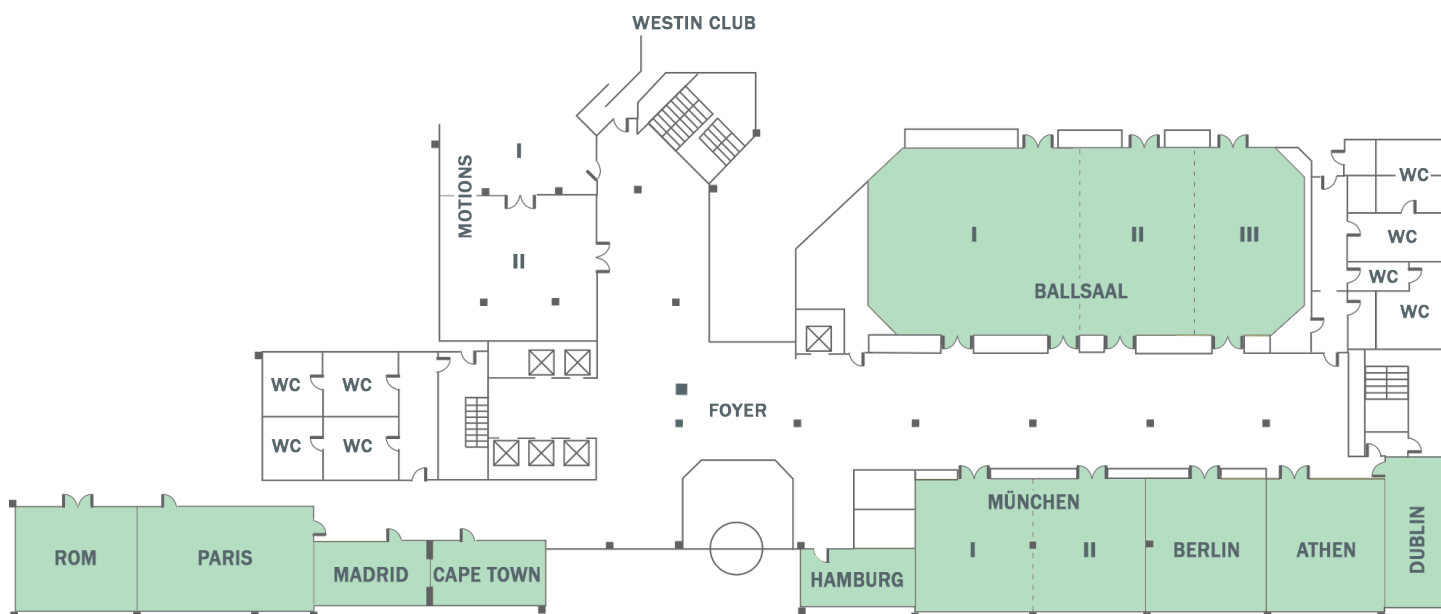 WESTIN CLUB
I
MOTIONS
II
I
II
III
BALLSAAL
WC
WC
WC
WC
WC
WC
WC
WC
FOYER
MÜNCHEN
I
II
BERLIN
ATHEN
DUBLIN
ROM
PARIS
MADRID
CAPE TOWN
HAMBURG